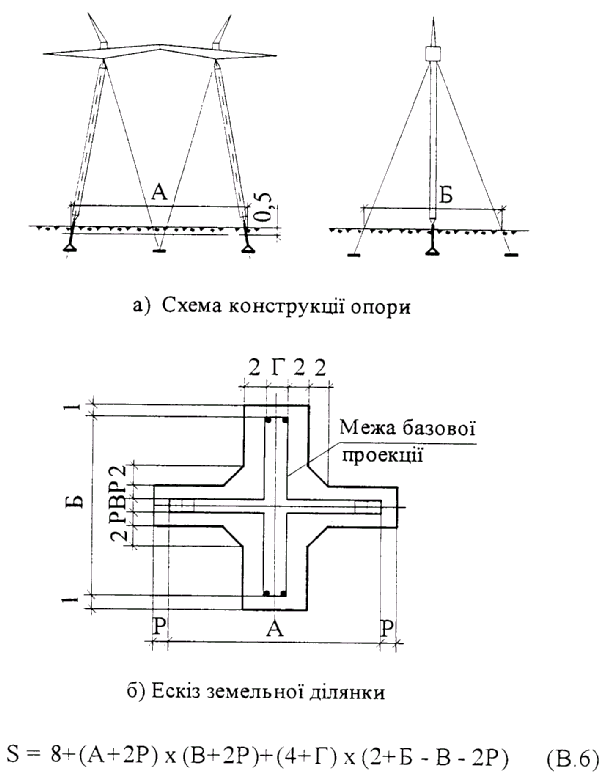 А
0,5
Б
а) Схема конструкції опори
2 Г 2 2
1
Межа базової
проекції
2
Р
В
Р
2
Б
1
Р
А
Р
б) Ескіз земельної ділянки
S = 8+(А+2Р) х (В+2Р)+(4+Г) х (2+Б - В - 2Р) (В.6)